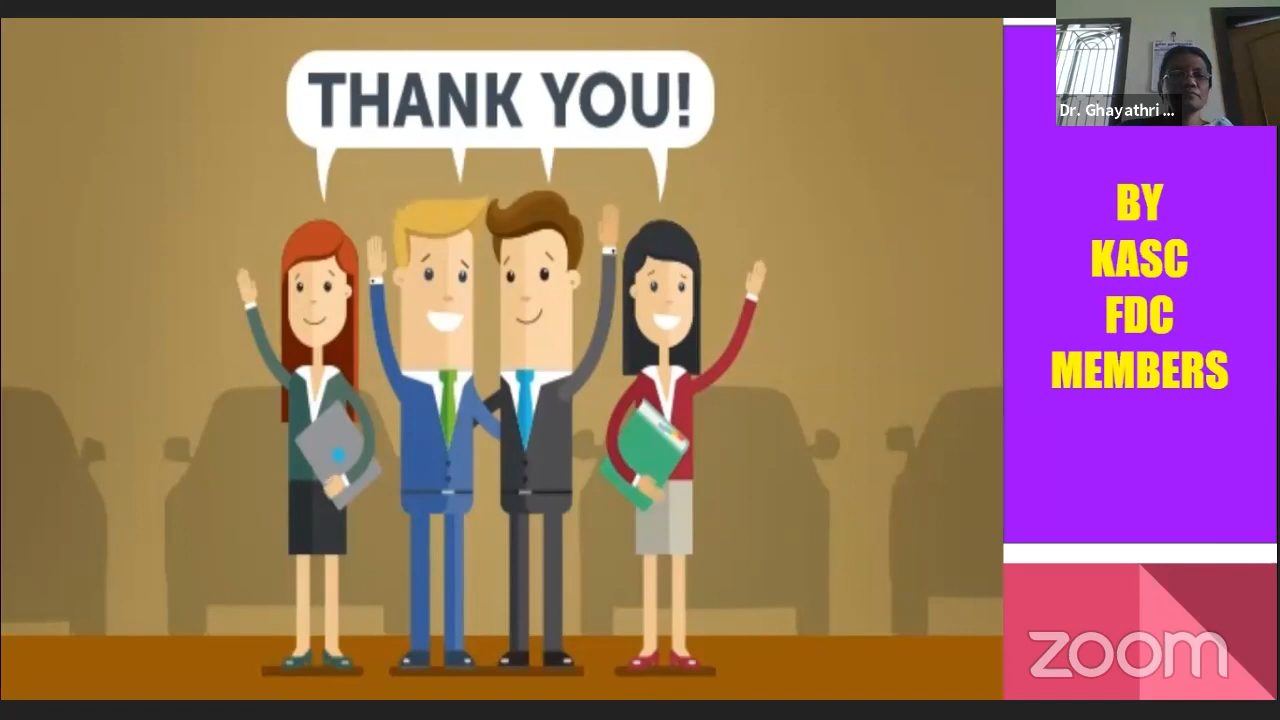 THANK YOU!
Dr. Ghayathri ...
BY
KASC
FDC
MEMBERS
zoom